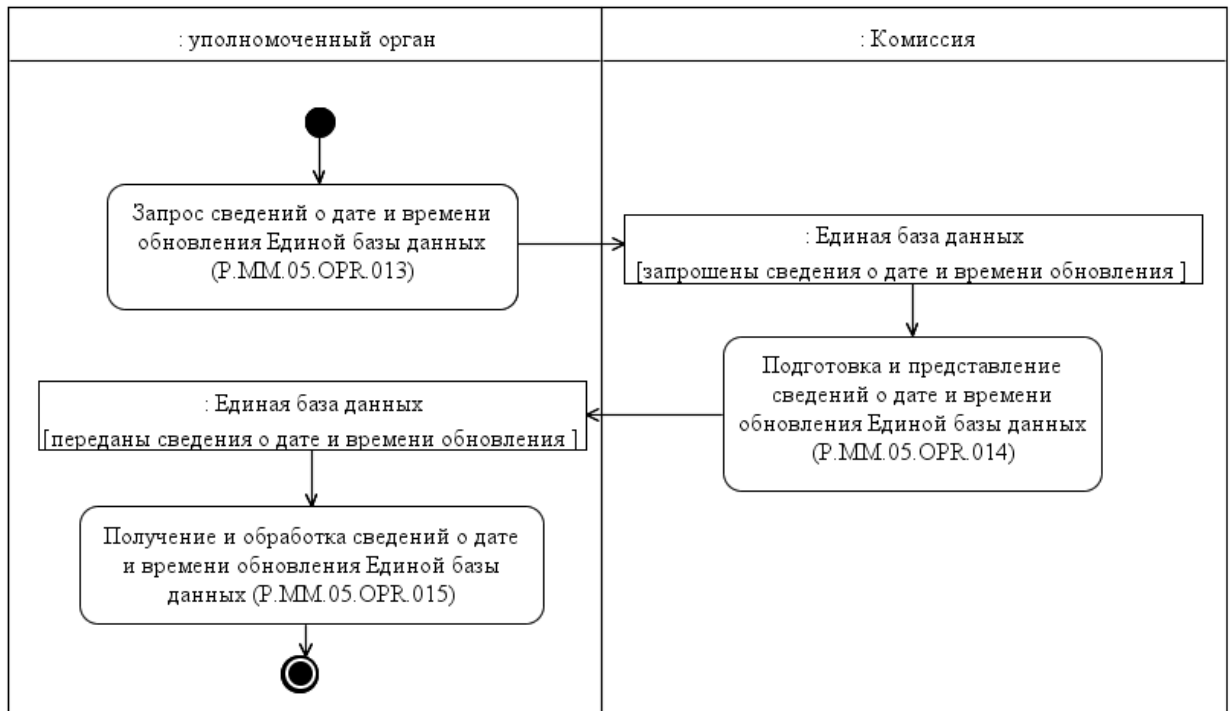 : уполномоченный орган
: Комиссия
Запрос сведений о дате и времени
обновления Единой базы данных
(P.MM.05.OPR.013)
: Единая база данных
[запрошены сведения о дате и времени обновления ]
Подготовка и представление
сведений о дате и времени
обновления Единой базы данных
(P.MM.05.OPR.014)
: Единая база данных
[переданы сведения о дате и времени обновления ]
Получение и обработка сведений о дате
и времени обновления Единой базы
данных (P.MM.05.OPR.015)